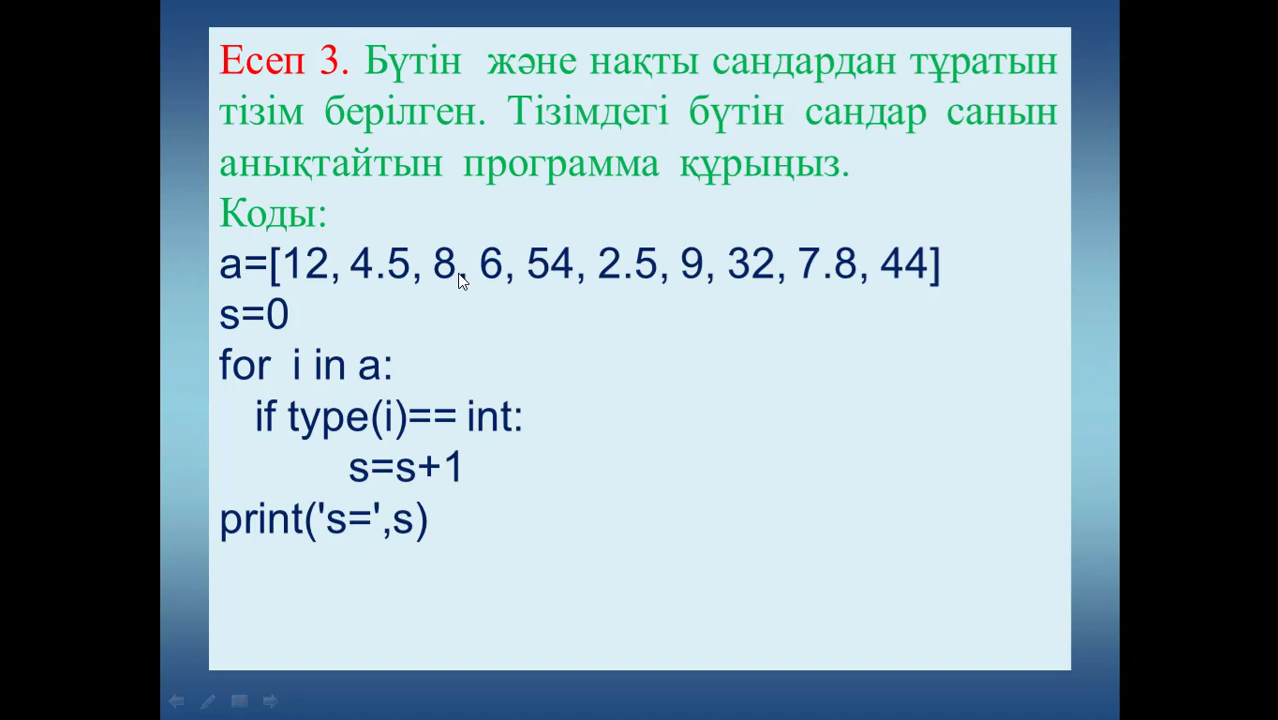 Есеп 3. Бүтін және нақты сандардан тұратын
тізім берілген. Тізімдегі бүтін сандар санын
анықтайтын программа құрыңыз.
Коды:
a=[12, 4.5, 8, 6, 54, 2.5, 9, 32, 7.8, 44]
s=0
for i in a:
if type(i)== int:
s=s+1
print('s=',s)